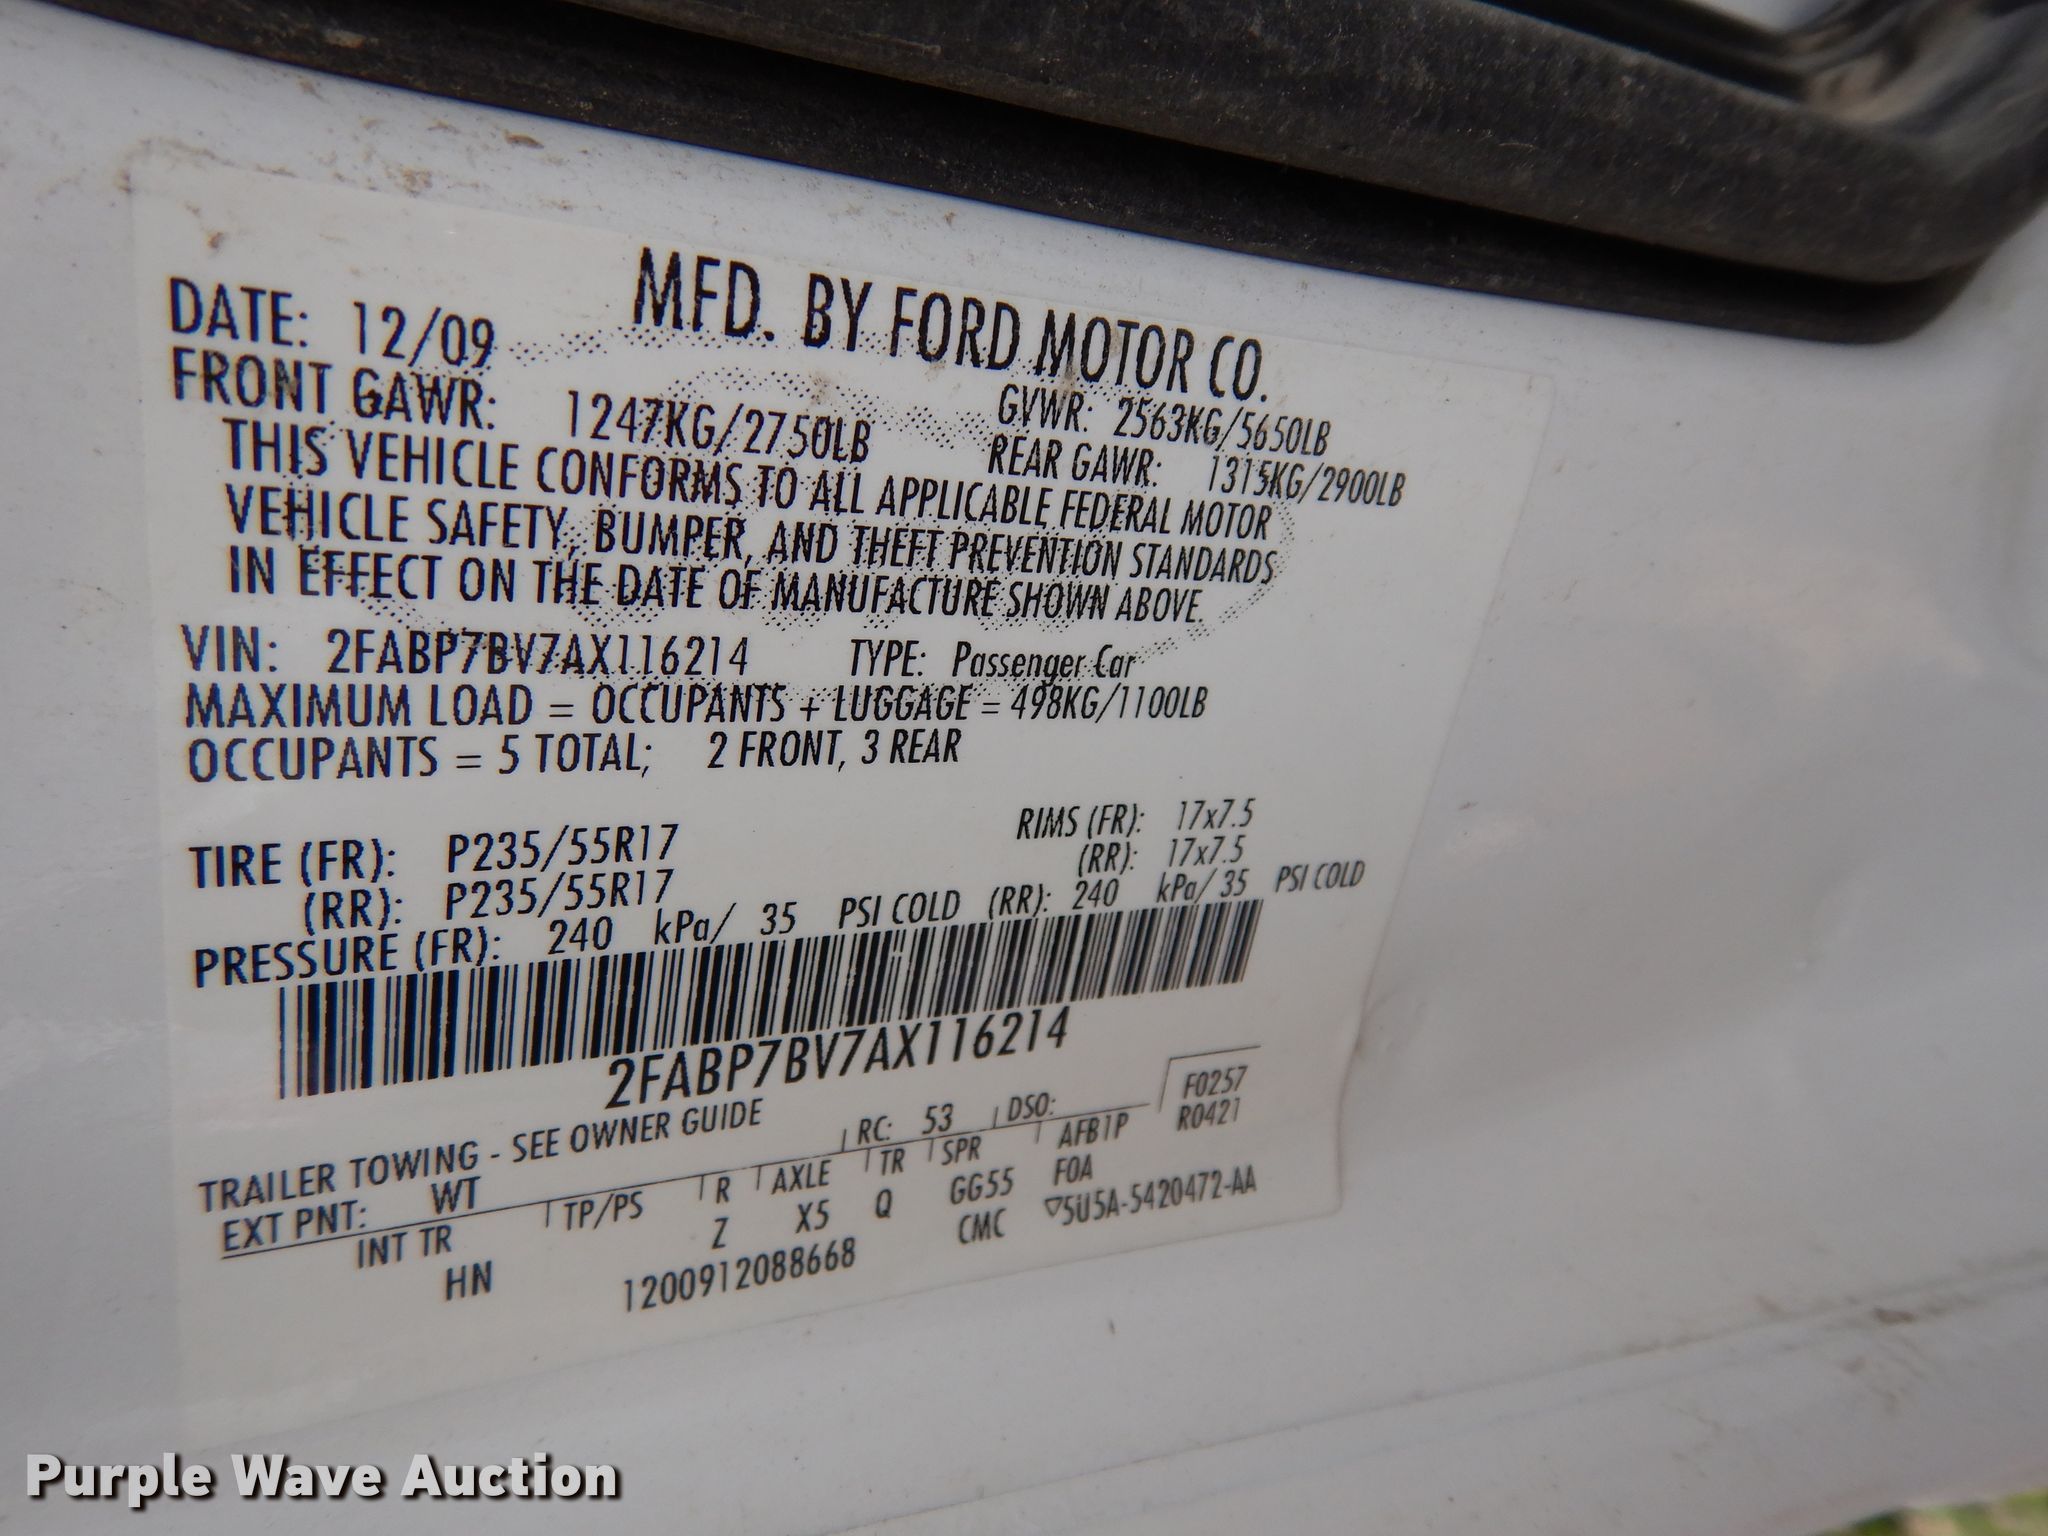 MFD. BY FORD MOTOR CO.
DATE: 12/09 GVWR: 2563KG/5650LB
FRONT GAWR: 1247KG/2750LB REAR GAWR: 1315KG/2900LB
THIS VEHICLE CONFORMS TO ALL APPLICABLE FEDERAL MOTOR
VEHICLE SAFETY, BUMPER, AND THEFT PREVENTION STANDARDS
IN EFFECT ON THE DATE OF MANUFACTURE SHOWN ABOVE.
VIN: 2FABP7BV7AX116214 TYPE: Passenger Car
MAXIMUM LOAD = OCCUPANTS + LUGGAGE = 498KG/1100LB
OCCUPANTS = 5 TOTAL; 2 FRONT, 3 REAR
TIRE (FR): P235/55R17 RIMS (FR): 17x7.5
(RR): P235/55R17 (RR): 17x7.5
PRESSURE (FR): 240 kPa/ 35 PSI COLD (RR): 240 kPa/ 35 PSI COLD
2FABP7BV7AX116214
TRAILER TOWING - SEE OWNER GUIDE
EXT PNT: WT RC: 53 DSO: F0257
INT TR TP/PS R AXLE TR SPR AFB1P R0421
HN Z X5 Q GG55 FOA
1200912088668 CMC ▽5U5A-5420472-AA
Purple Wave Auction